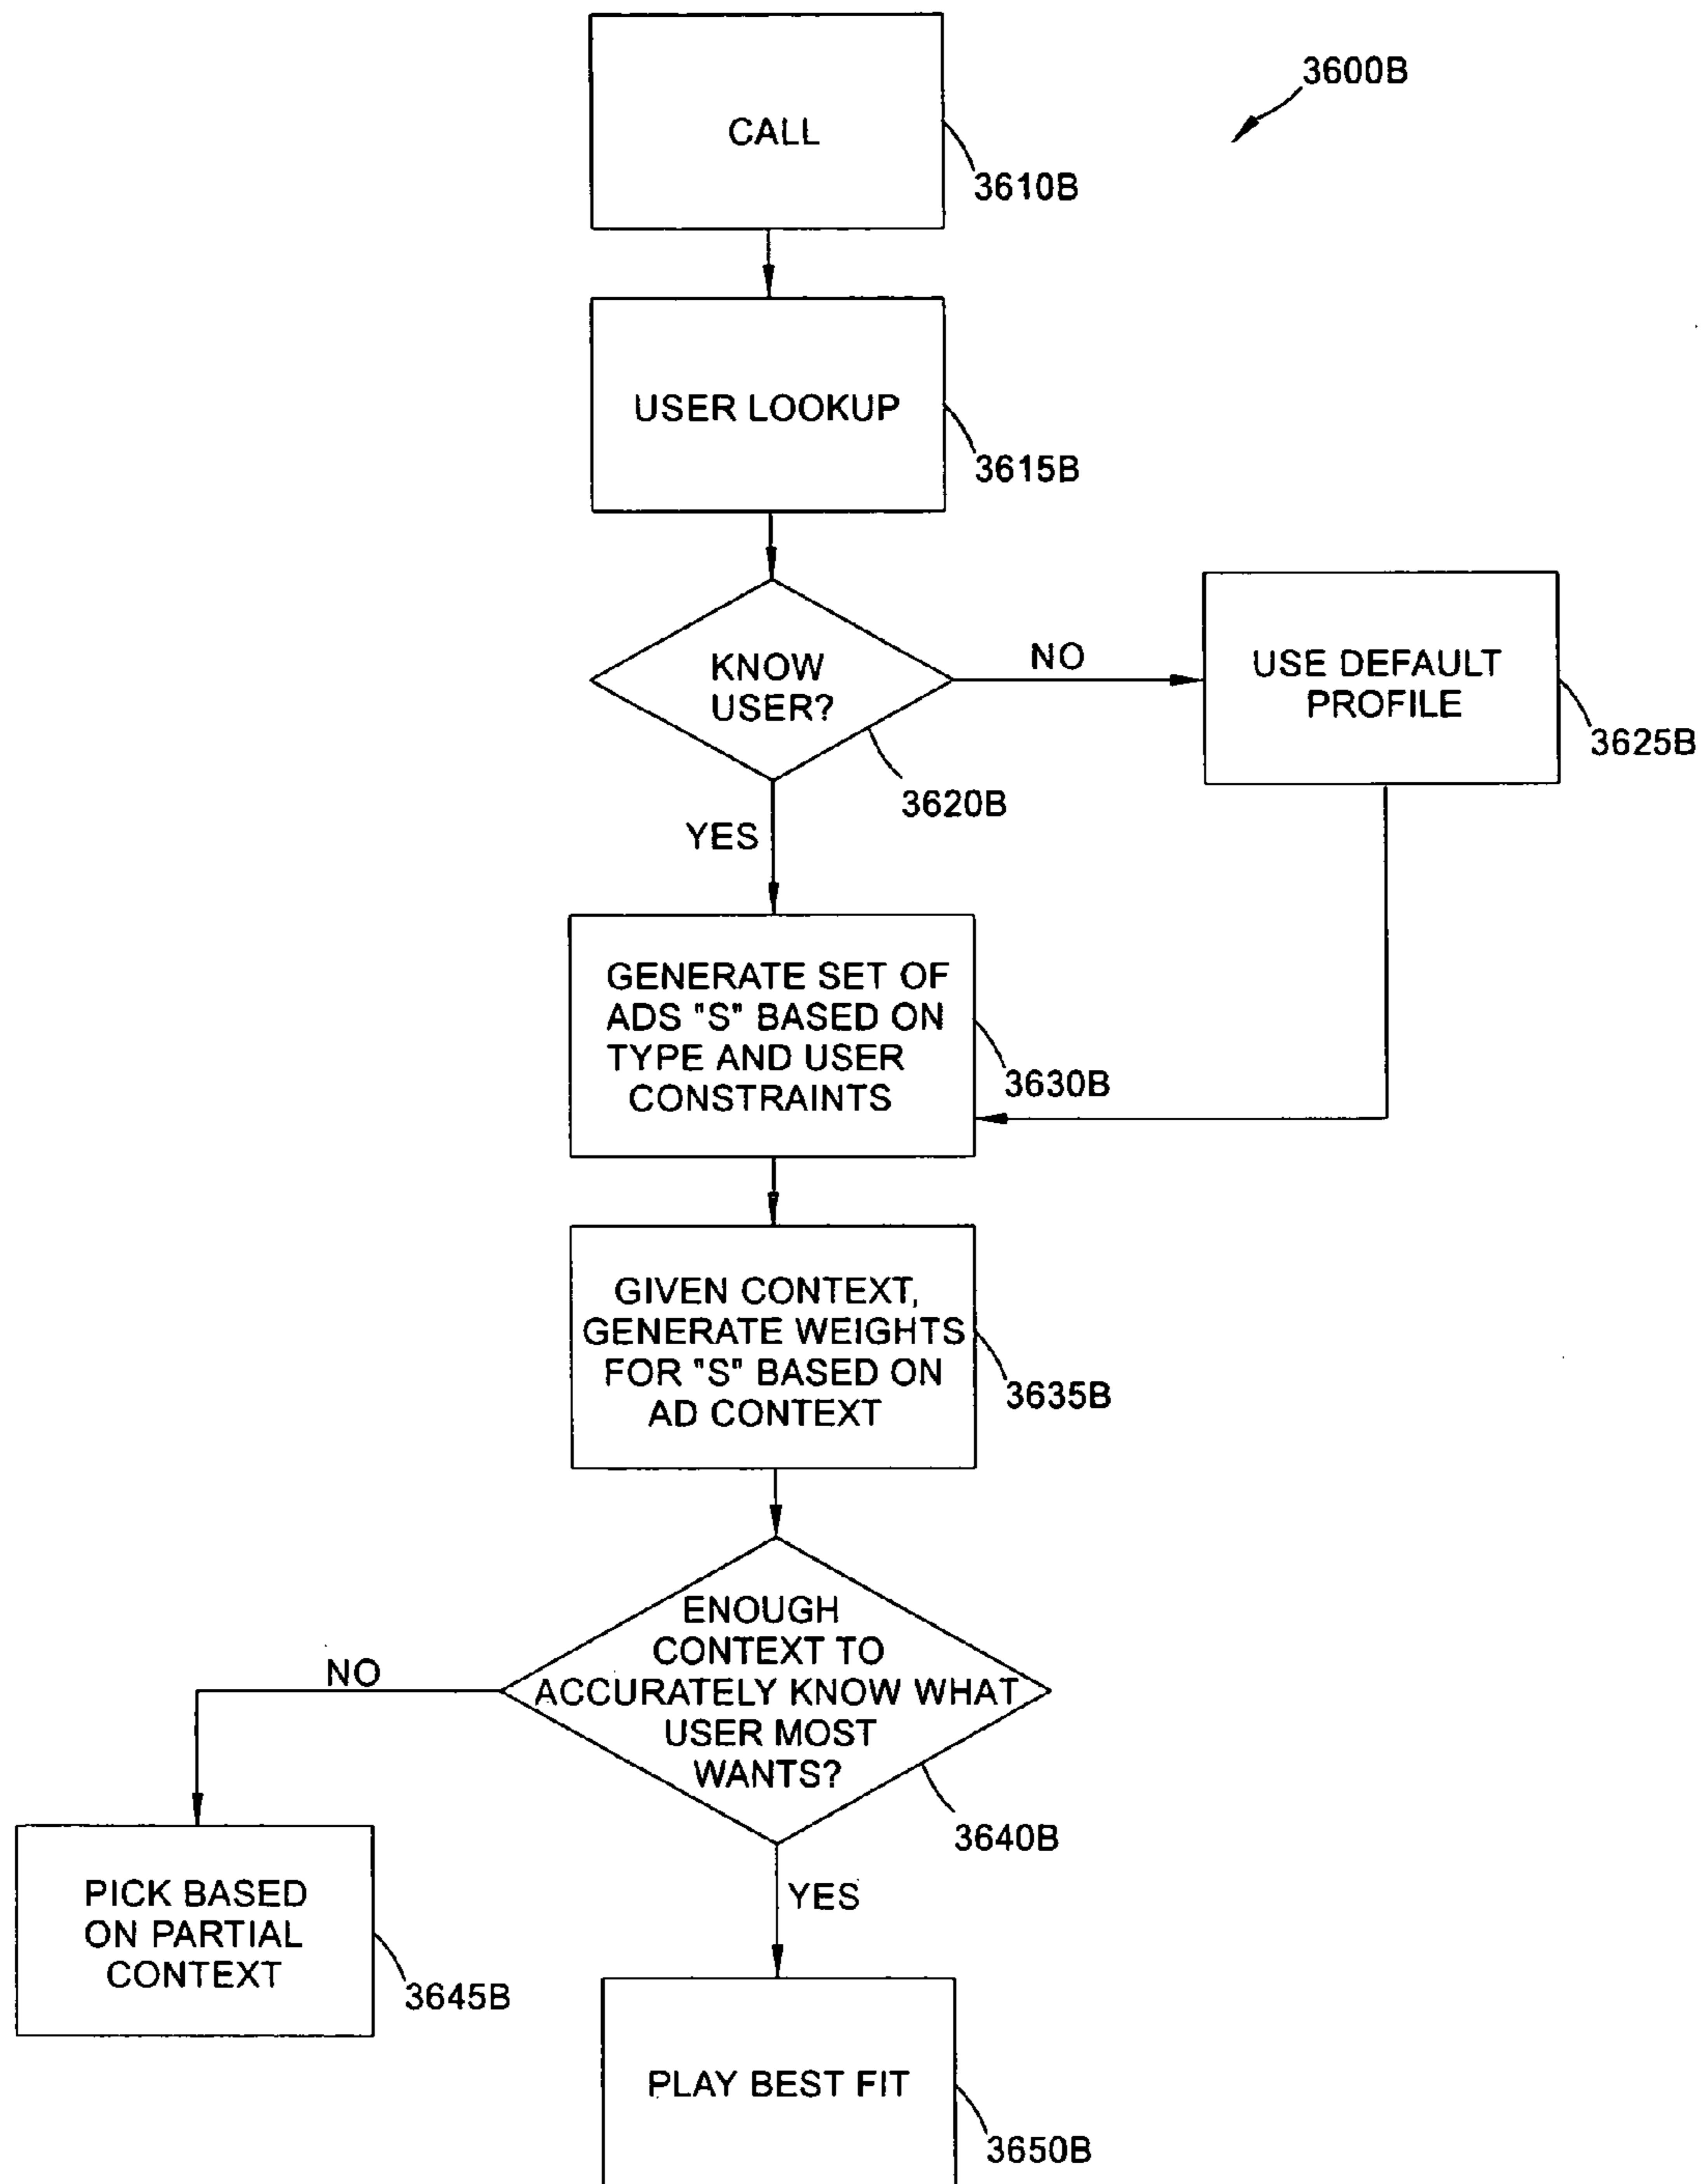 CALL
3600B
3610B
USER LOOKUP
3615B
KNOW
USER?
NO
USE DEFAULT
PROFILE
3625B
3620B
YES
GENERATE SET OF
ADS "S" BASED ON
TYPE AND USER
CONSTRAINTS
3630B
GIVEN CONTEXT,
GENERATE WEIGHTS
FOR "S" BASED ON
AD CONTEXT
3635B
ENOUGH
CONTEXT TO
ACCURATELY KNOW WHAT
USER MOST
WANTS?
NO
3640B
YES
PICK BASED
ON PARTIAL
CONTEXT
3645B
PLAY BEST FIT
3650B